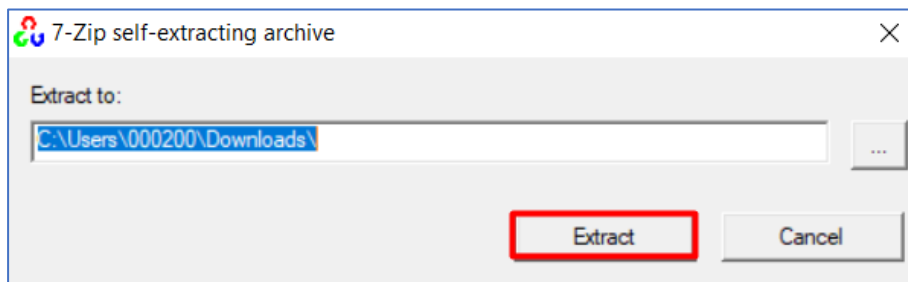 7-Zip self-extracting archive
Extract to:
C:\Users\000200\Downloads\
...
Extract Cancel